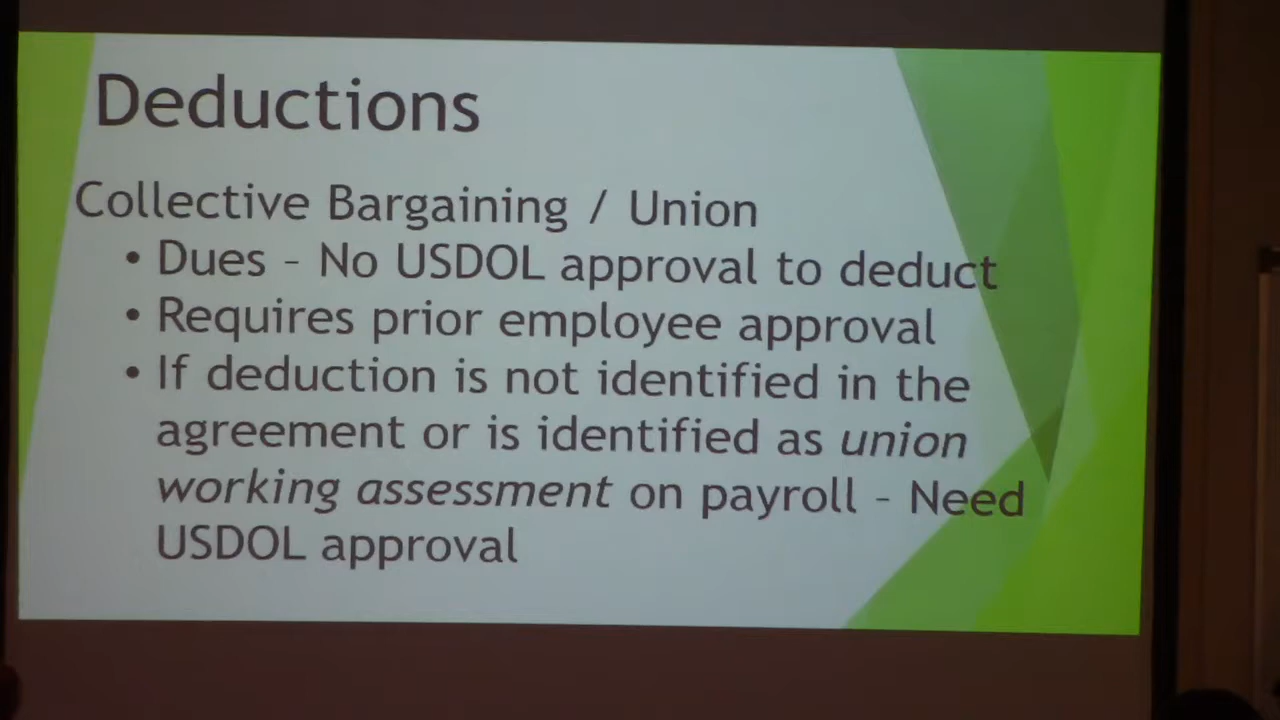 Deductions
Collective Bargaining / Union
• Dues – No USDOL approval to deduct
• Requires prior employee approval
• If deduction is not identified in the
agreement or is identified as union
working assessment on payroll – Need
USDOL approval